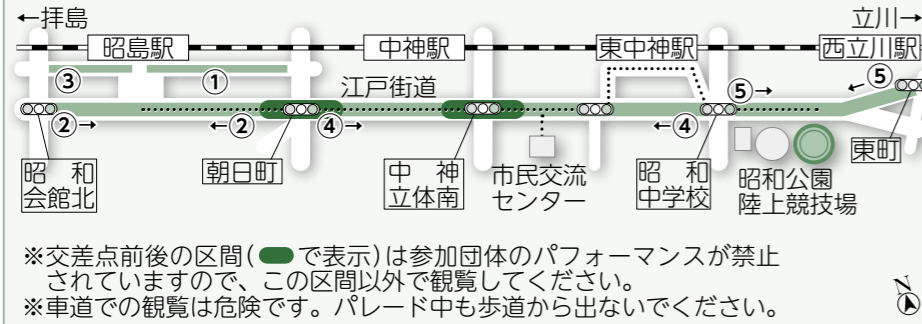 ←拝島
立川→
昭島駅
中神駅
東中神駅
西立川駅
③
①
江戸街道
⑤→
←⑤
②→
←②
④→
←④
昭和
会館北
朝日町
中神
立体南
市民交流
センター
昭和
中学校
昭和公園
陸上競技場
東町
※交差点前後の区間(で表示)は参加団体のパフォーマンスが禁止
されていますので、この区間以外で観覧してください。
※車道での観覧は危険です。パレード中も歩道から出ないでください。
N